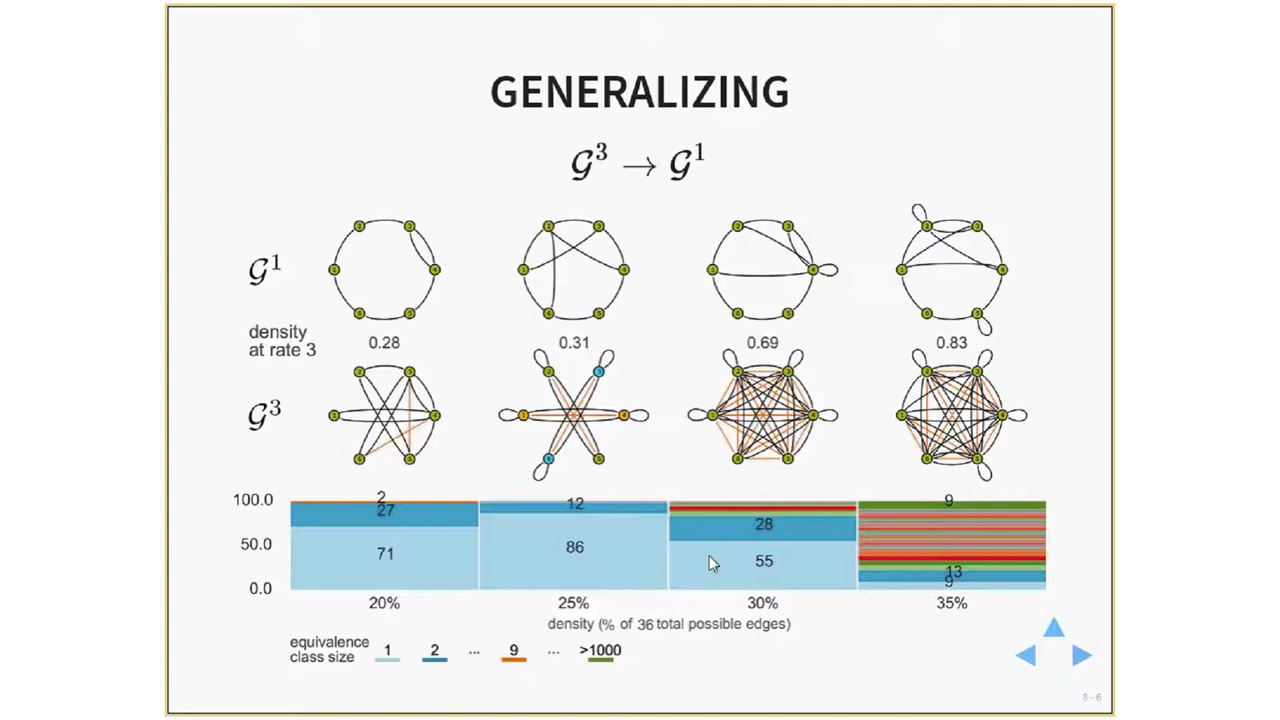 GENERALIZING
𝒢³ → 𝒢¹
𝒢¹
density
at rate 3
0.28 0.31 0.69 0.83
𝒢³
100.0
50.0
0.0
2
27
71
12
86
28
55
9
13
9
20% 25% 30% 35%
density (% of 36 total possible edges)
equivalence
class size
1 2 ... 9 ... >1000
8-6